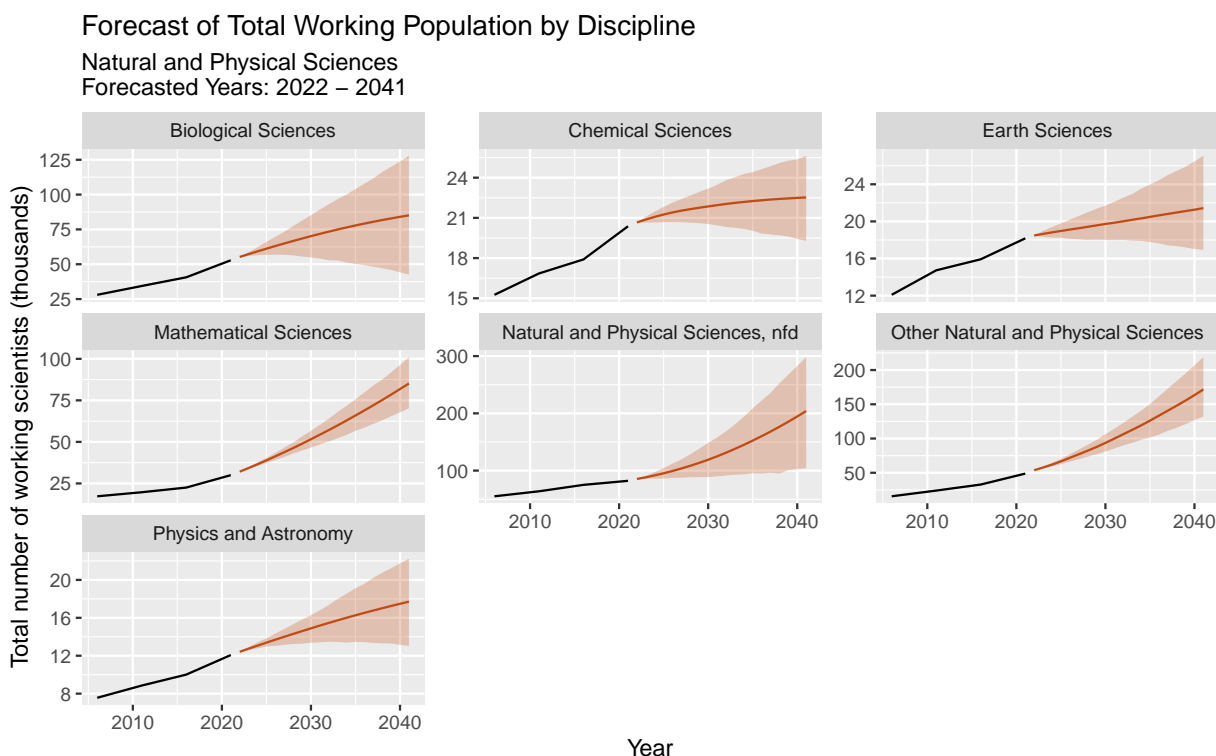 Forecast of Total Working Population by Discipline
Natural and Physical Sciences
Forecasted Years: 2022 – 2041
Total number of working scientists (thousands)
Biological Sciences
125
100
75
50
25
Chemical Sciences
24
21
18
15
Earth Sciences
24
20
16
12
Mathematical Sciences
100
75
50
25
Natural and Physical Sciences, nfd
300
200
100
2010 2020 2030 2040
Other Natural and Physical Sciences
200
150
100
50
2010 2020 2030 2040
Physics and Astronomy
20
16
12
8
2010 2020 2030 2040
Year